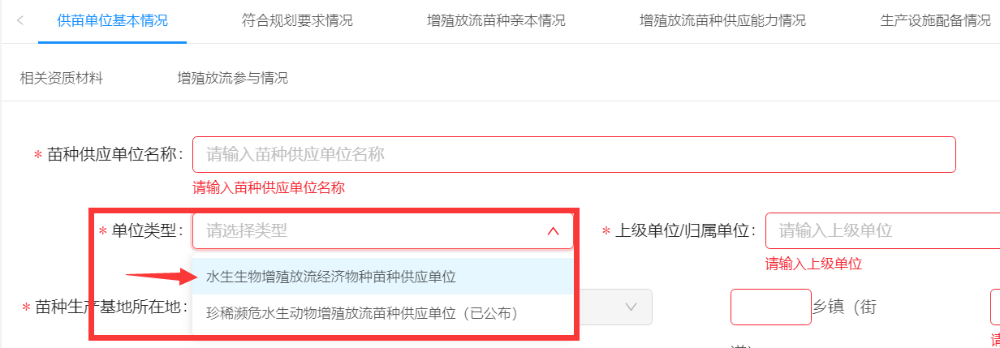 供苗单位基本情况 符合规划要求情况 增殖放流苗种亲本情况 增殖放流苗种供应能力情况 生产设施配备情况
相关资质材料 增殖放流参与情况
* 苗种供应单位名称: 请输入苗种供应单位名称
请输入苗种供应单位名称
* 单位类型: 请选择类型 * 上级单位/归属单位: 请输入上级单位
请输入上级单位
水生生物增殖放流经济物种苗种供应单位
* 苗种生产基地所在地: 乡镇（街
珍稀濒危水生动物增殖放流苗种供应单位（已公布）